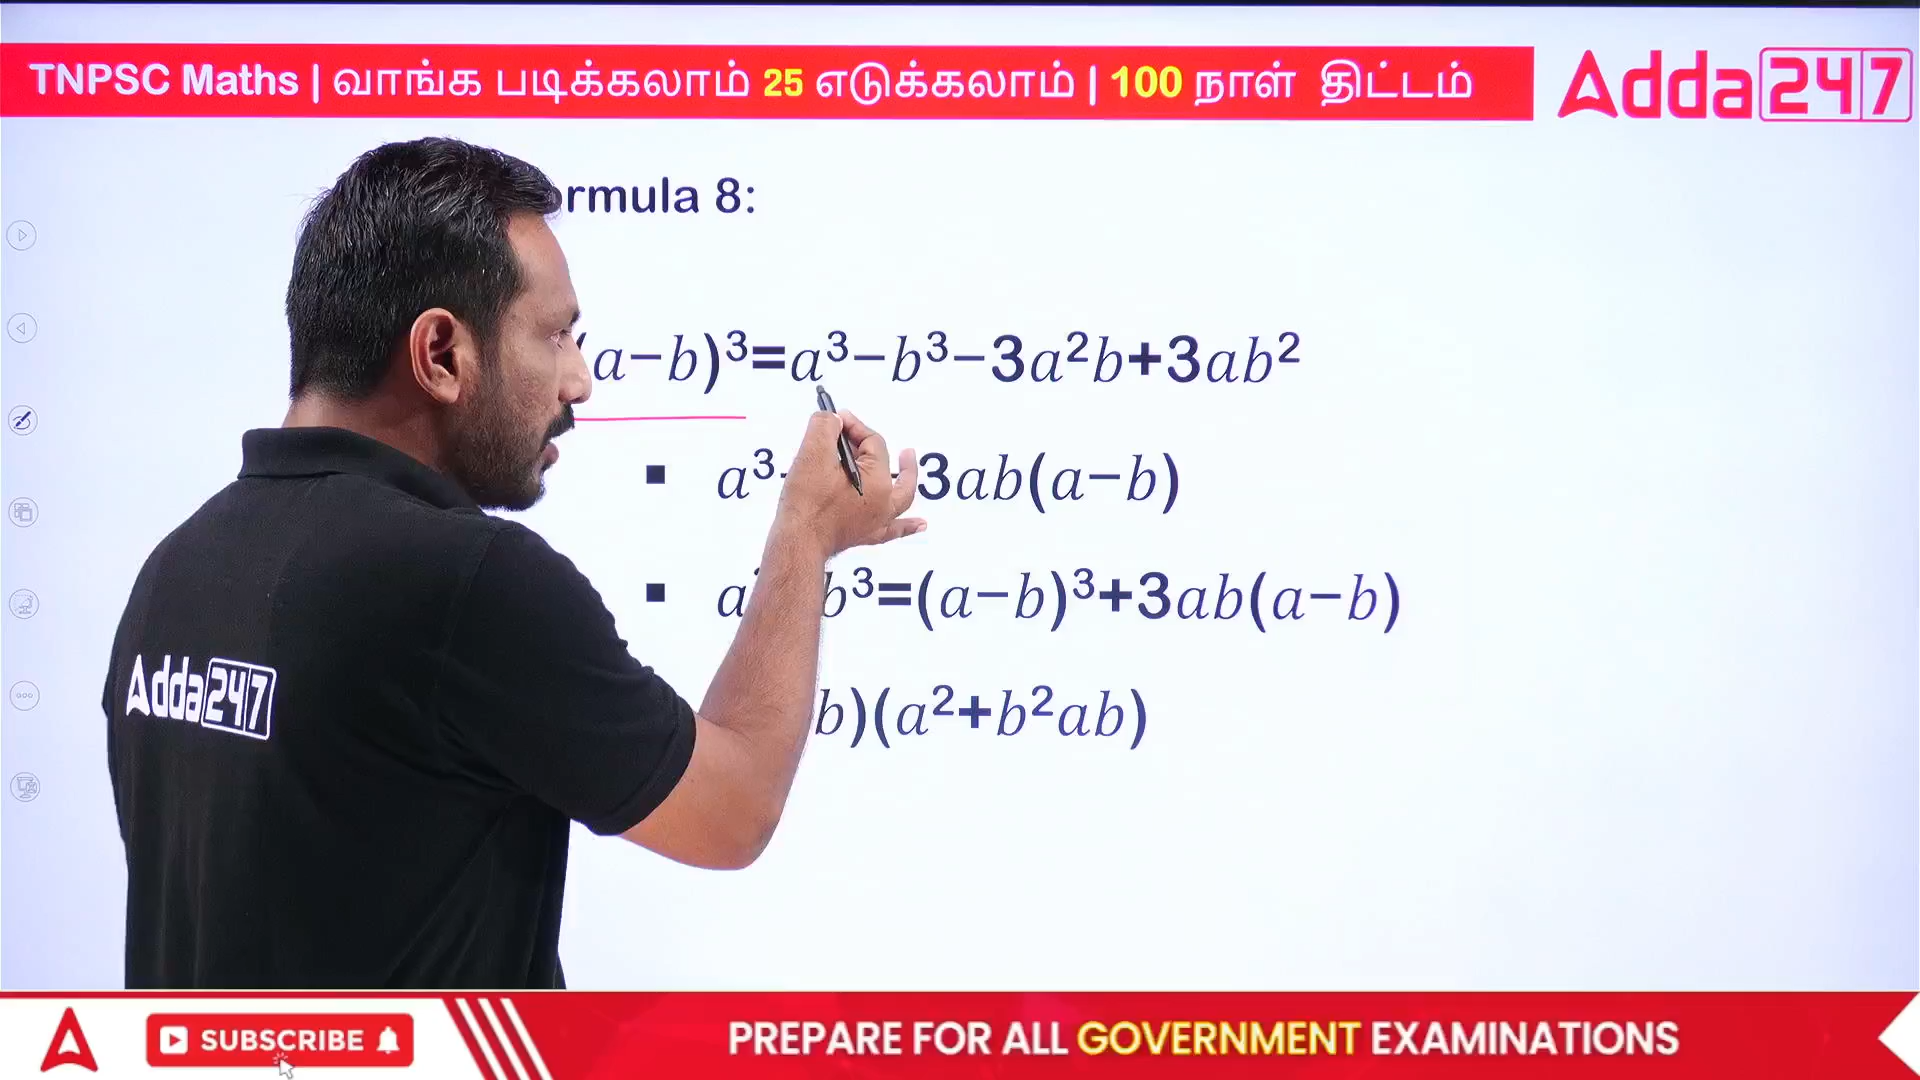 TNPSC Maths | வாங்க படிக்கலாம் 25 எடுக்கலாம் | 100 நாள் திட்டம்
Adda247
rmula 8:
(a−b)³=a³−b³−3a²b+3ab²
▪ a³- -3ab(a−b)
▪ a b³=(a−b)³+3ab(a−b)
b)(a²+b²ab)
Adda247
SUBSCRIBE
PREPARE FOR ALL GOVERNMENT EXAMINATIONS